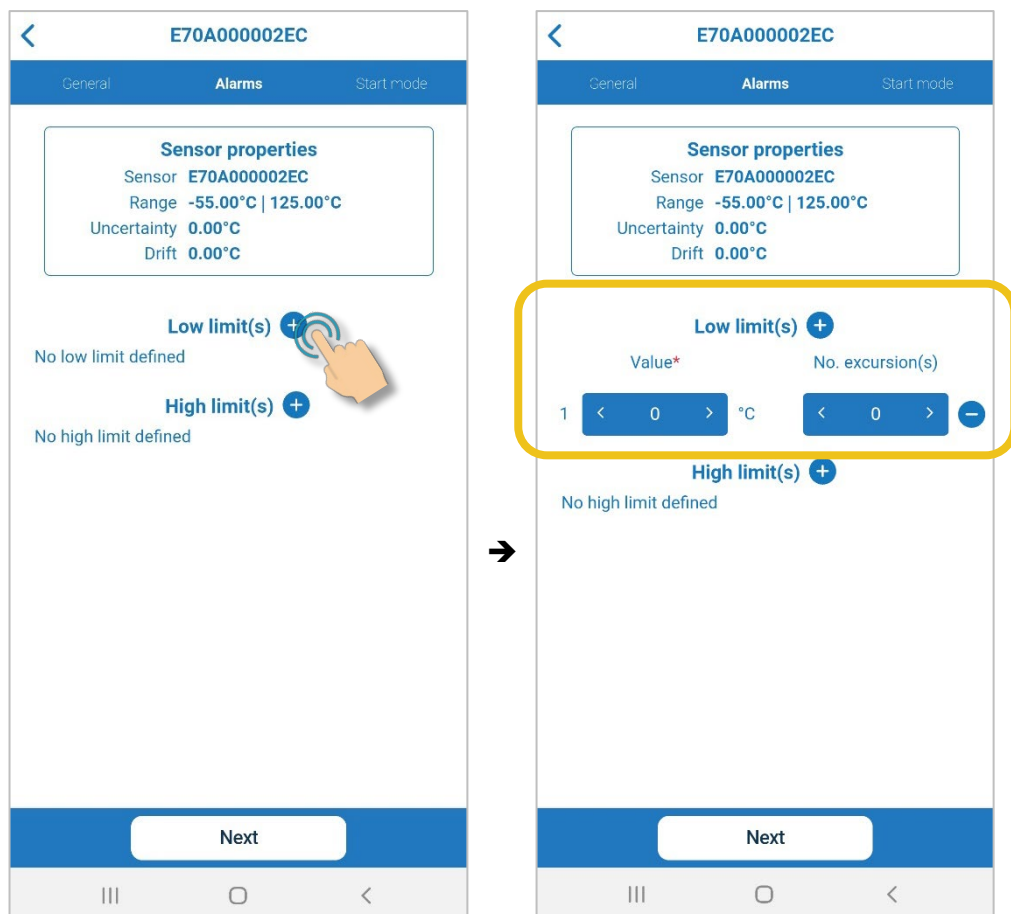 E70A000002EC
General Alarms Start mode
Sensor properties
Sensor E70A000002EC
Range -55.00°C | 125.00°C
Uncertainty 0.00°C
Drift 0.00°C
Low limit(s) +
No low limit defined
High limit(s) +
No high limit defined
Next
E70A000002EC
General Alarms Start mode
Sensor properties
Sensor E70A000002EC
Range -55.00°C | 125.00°C
Uncertainty 0.00°C
Drift 0.00°C
Low limit(s) +
Value* No. excursion(s)
1 < 0 > °C < 0 > −
High limit(s) +
No high limit defined
Next